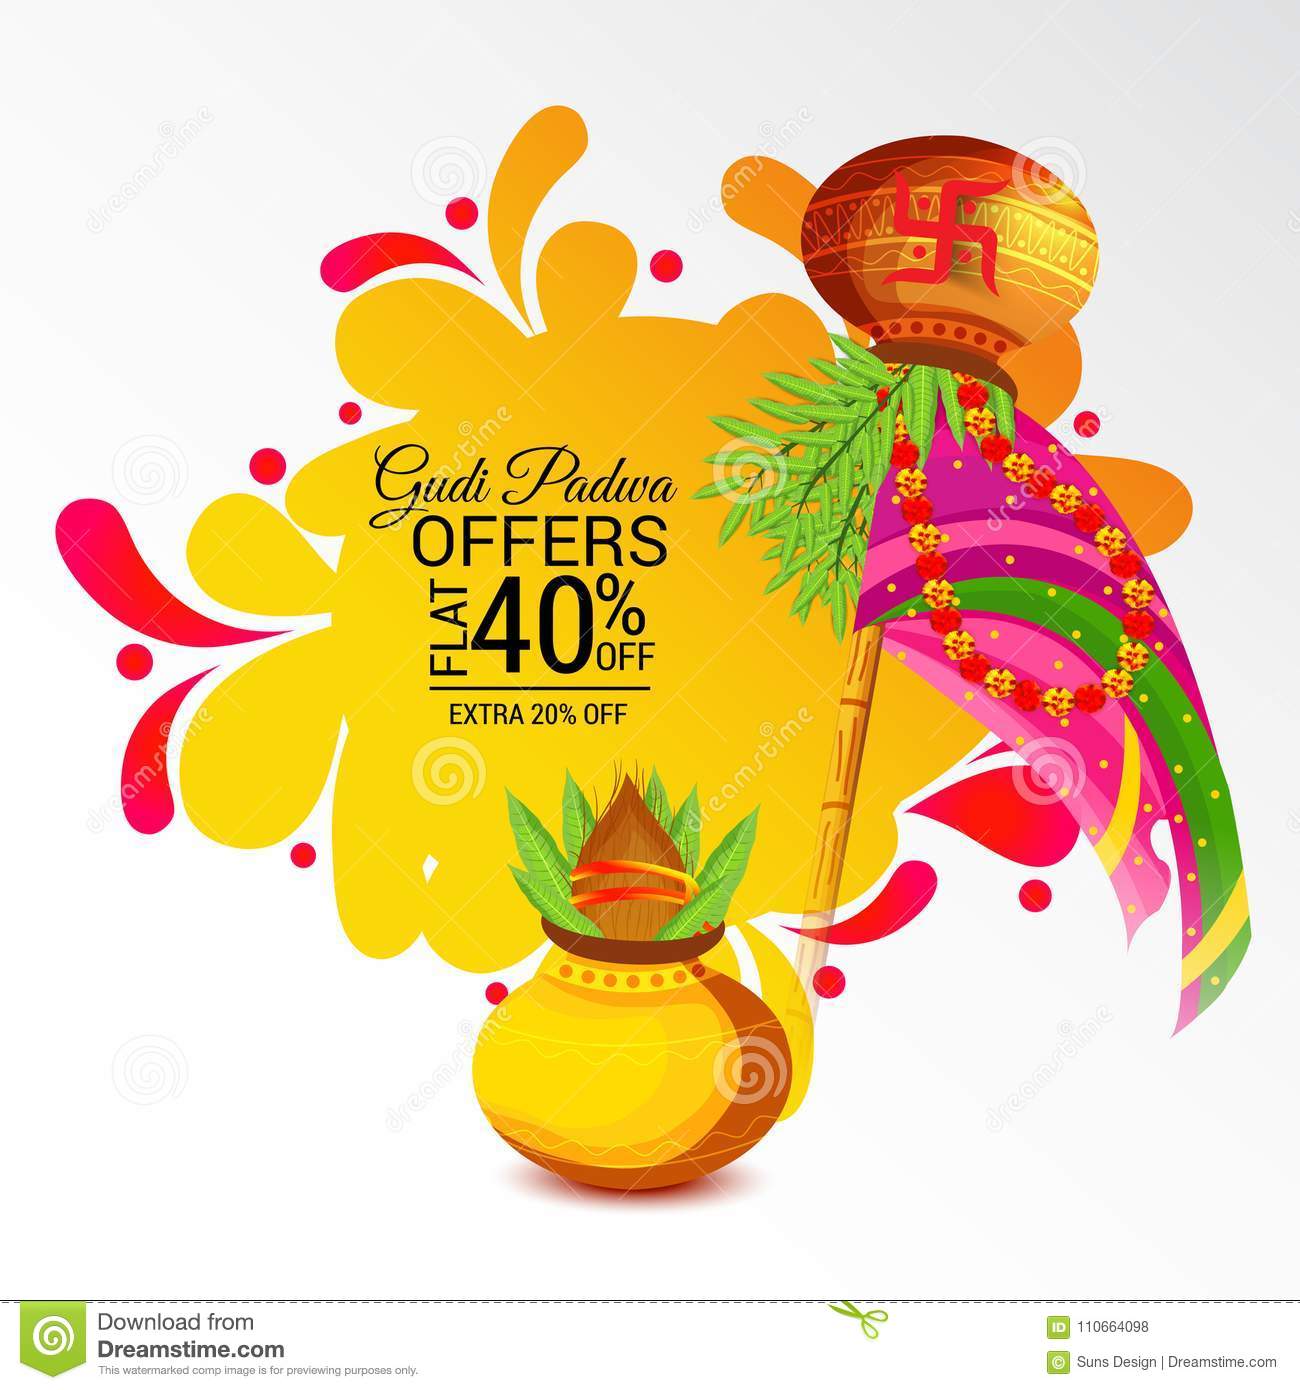 Gudi Padwa
OFFERS
FLAT 40% OFF
EXTRA 20% OFF
dreamstime
Download from
Dreamstime.com
This watermarked comp image is for previewing purposes only.
ID 110664098
© Suns Design | Dreamstime.com